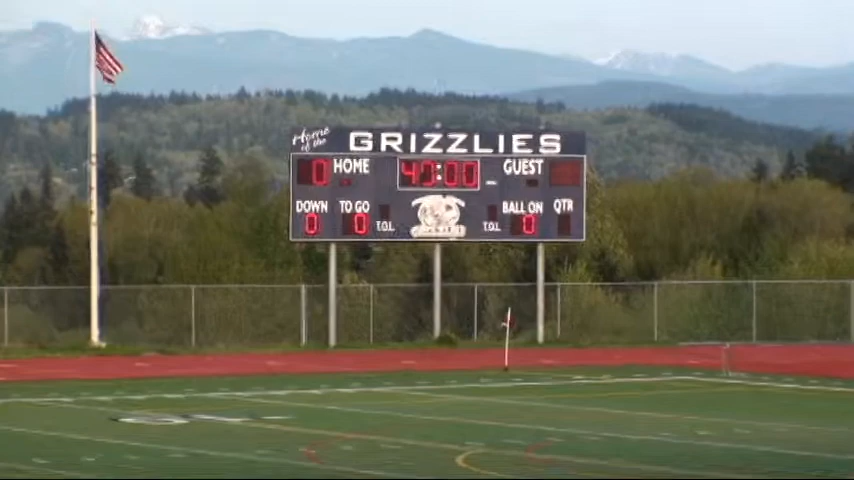 Home of the GRIZZLIES
0 HOME 40:00 GUEST
DOWN TO GO BALL ON QTR
0 0 T.O.L T.O.L 0